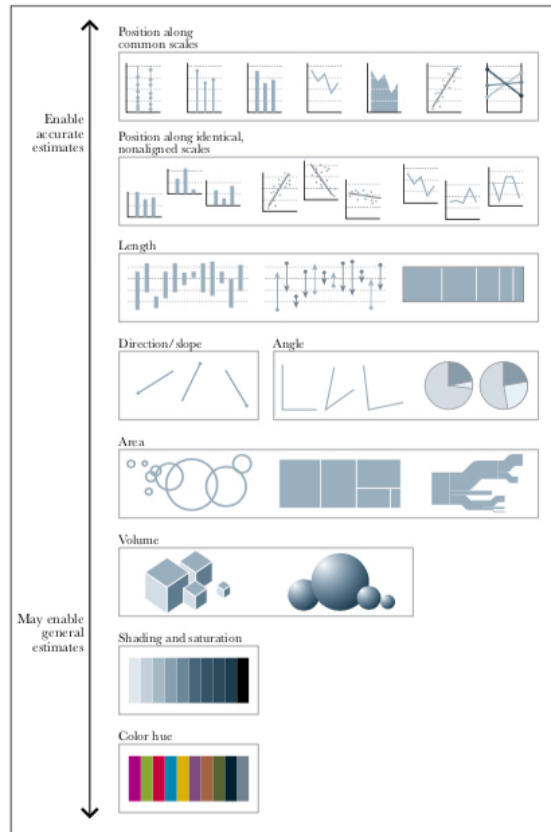 Position along
common scales
Enable
accurate
estimates
Position along identical,
nonaligned scales
Length
Direction/slope
Angle
Area
Volume
May enable
general
estimates
Shading and saturation
Color hue